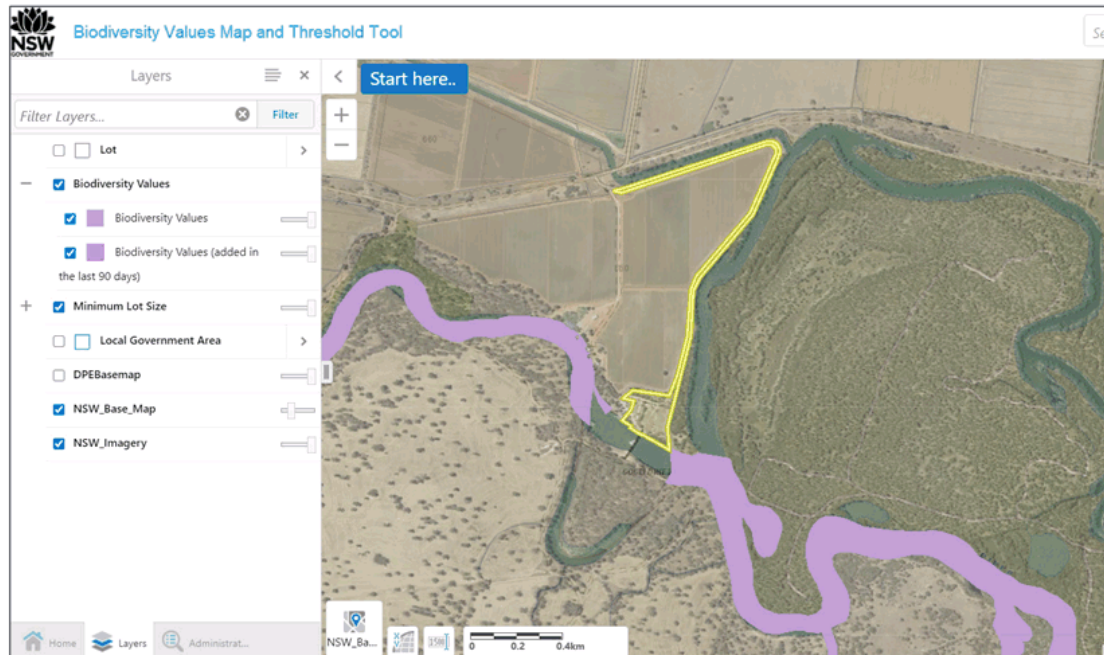 NSW
GOVERNMENT
Biodiversity Values Map and Threshold Tool
Se
Layers
Start here..
Filter Layers...
Filter
Lot
Biodiversity Values
Biodiversity Values
Biodiversity Values (added in
the last 90 days)
Minimum Lot Size
Local Government Area
DPEBasemap
NSW_Base_Map
NSW_Imagery
Home
Layers
Administrat...
NSW_Ba...
0 0.2 0.4km